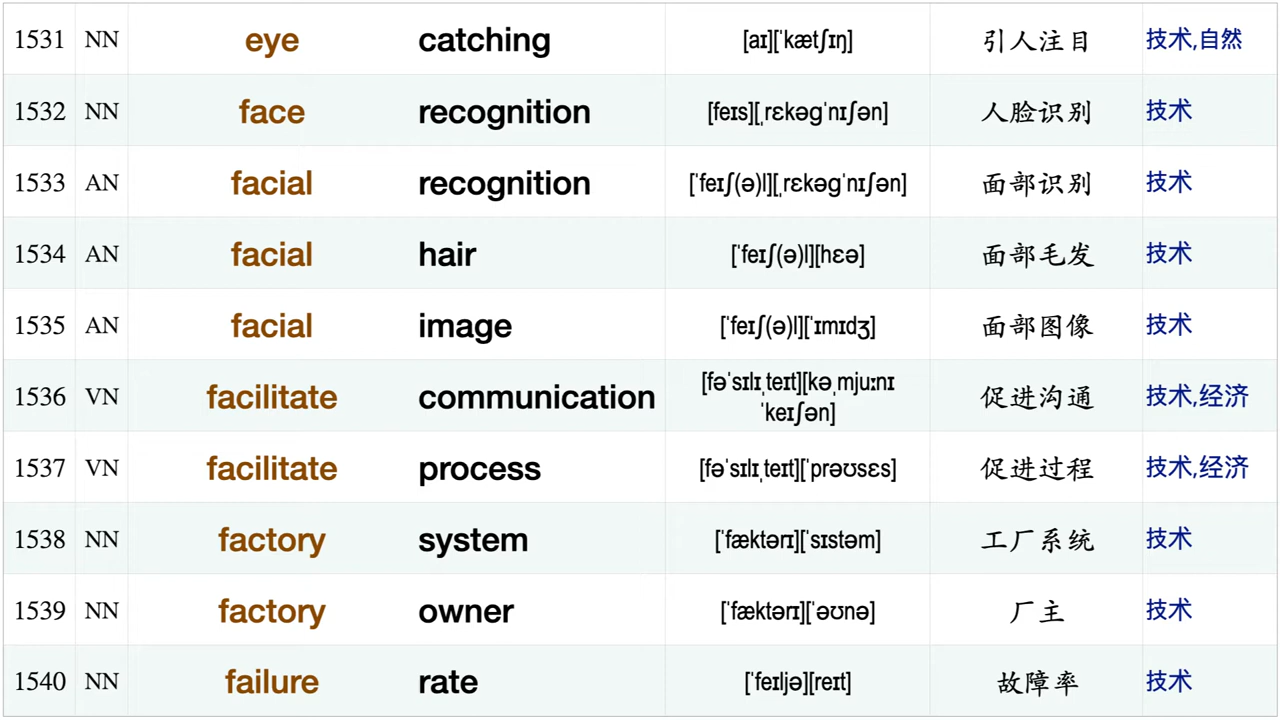 1531 NN eye catching [aɪ][ˈkætʃɪŋ] 引人注目 技术,自然
1532 NN face recognition [feɪs][ˌrɛkəɡˈnɪʃən] 人脸识别 技术
1533 AN facial recognition [ˈfeɪʃ(ə)l][ˌrɛkəɡˈnɪʃən] 面部识别 技术
1534 AN facial hair [ˈfeɪʃ(ə)l][hɛə] 面部毛发 技术
1535 AN facial image [ˈfeɪʃ(ə)l][ˈɪmɪdʒ] 面部图像 技术
1536 VN facilitate communication [fəˈsɪlɪˌteɪt][kəˌmjuːnɪ
ˈkeɪʃən] 促进沟通 技术,经济
1537 VN facilitate process [fəˈsɪlɪˌteɪt][ˈprəʊsɛs] 促进过程 技术,经济
1538 NN factory system [ˈfæktərɪ][ˈsɪstəm] 工厂系统 技术
1539 NN factory owner [ˈfæktərɪ][ˈəʊnə] 厂主 技术
1540 NN failure rate [ˈfeɪljə][reɪt] 故障率 技术